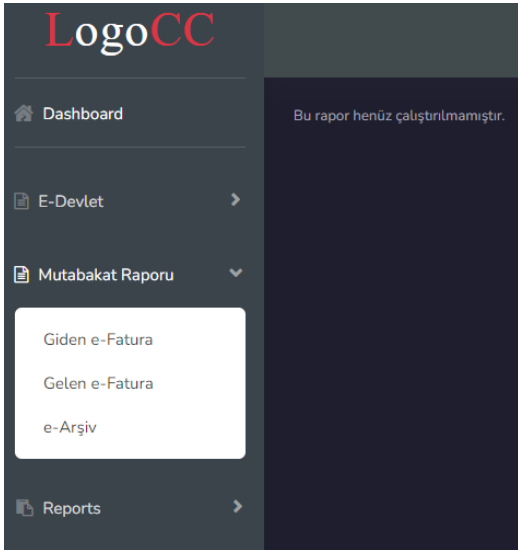 LogoCC
Dashboard
Bu rapor henüz çalıştırılmamıştır.
E-Devlet
Mutabakat Raporu
Giden e-Fatura
Gelen e-Fatura
e-Arşiv
Reports